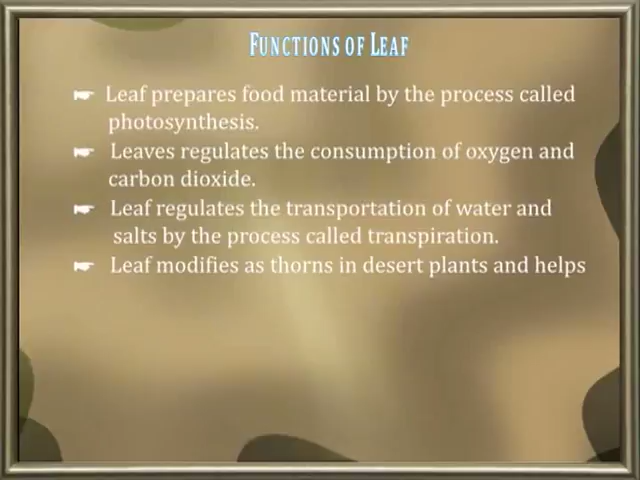 Functions of Leaf
Leaf prepares food material by the process called
photosynthesis.
Leaves regulates the consumption of oxygen and
carbon dioxide.
Leaf regulates the transportation of water and
salts by the process called transpiration.
Leaf modifies as thorns in desert plants and helps